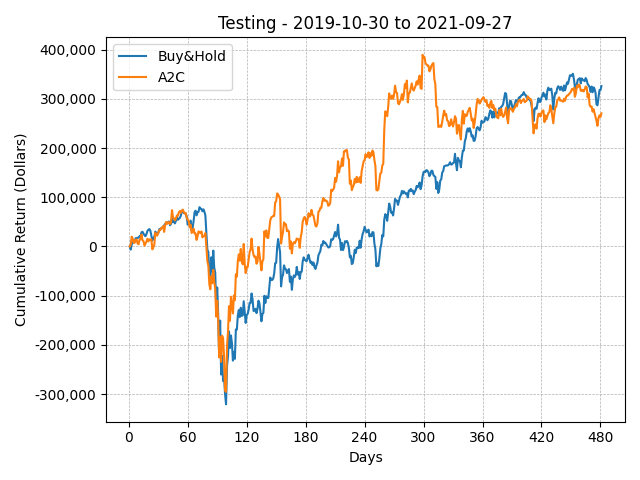 Testing - 2019-10-30 to 2021-09-27
Cumulative Return (Dollars)
400,000
300,000
200,000
100,000
0
-100,000
-200,000
-300,000
Buy&Hold
A2C
0 60 120 180 240 300 360 420 480
Days